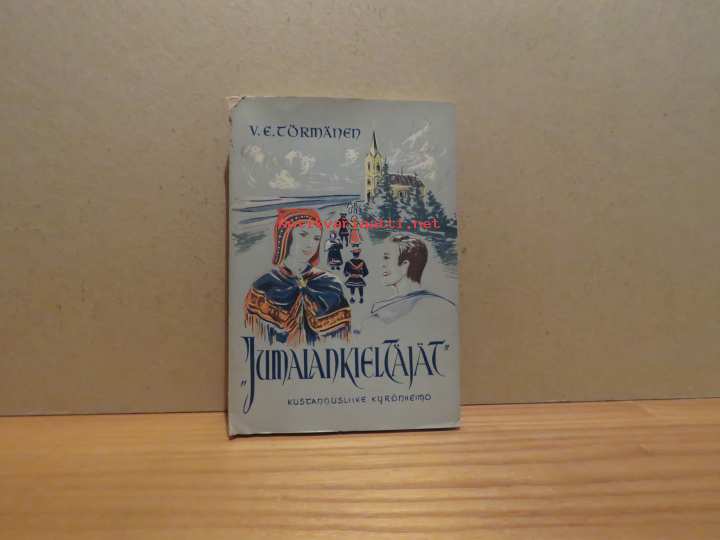 V. E. TÖRMÄNEN
„JUMALANKIELTÄJÄT”
KUSTANNUSLIIKE KYRÖNHEIMO